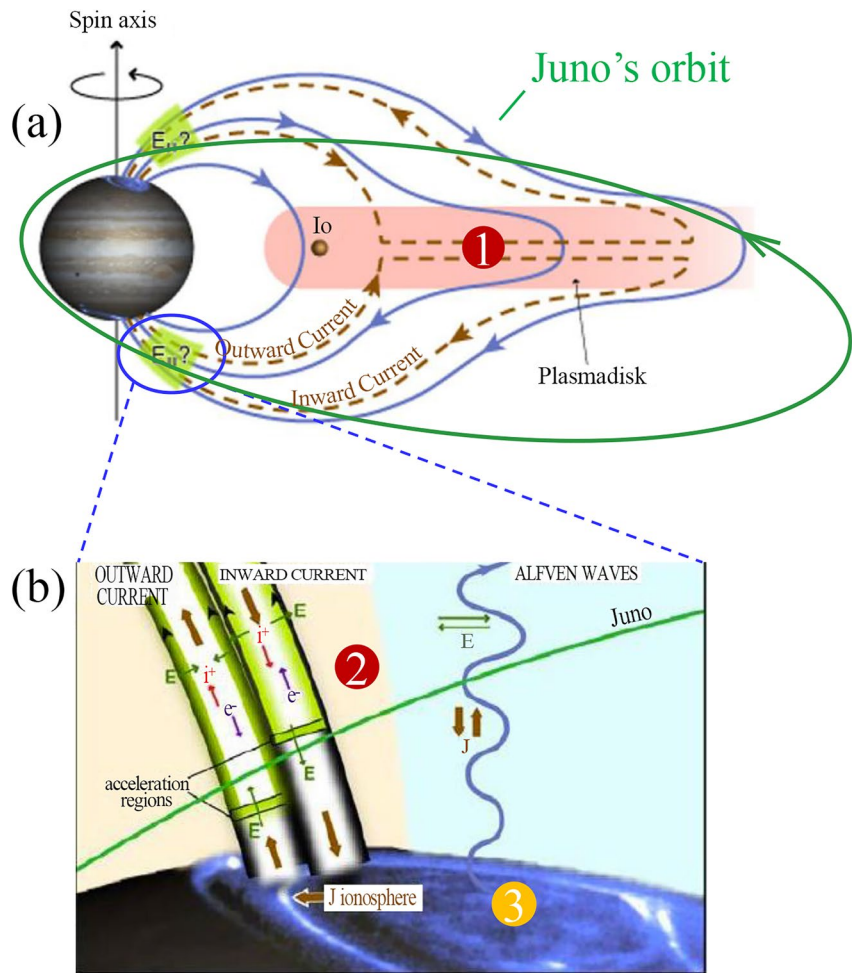 Spin axis
Juno's orbit
(a)
E||?
Io
1
Outward Current
E||?
Inward Current
Plasmadisk
(b)
OUTWARD
CURRENT
INWARD CURRENT
ALFVEN WAVES
Juno
E
i+
E
2
E
i+
e-
e-
J
acceleration
regions
E
E
J ionosphere
3